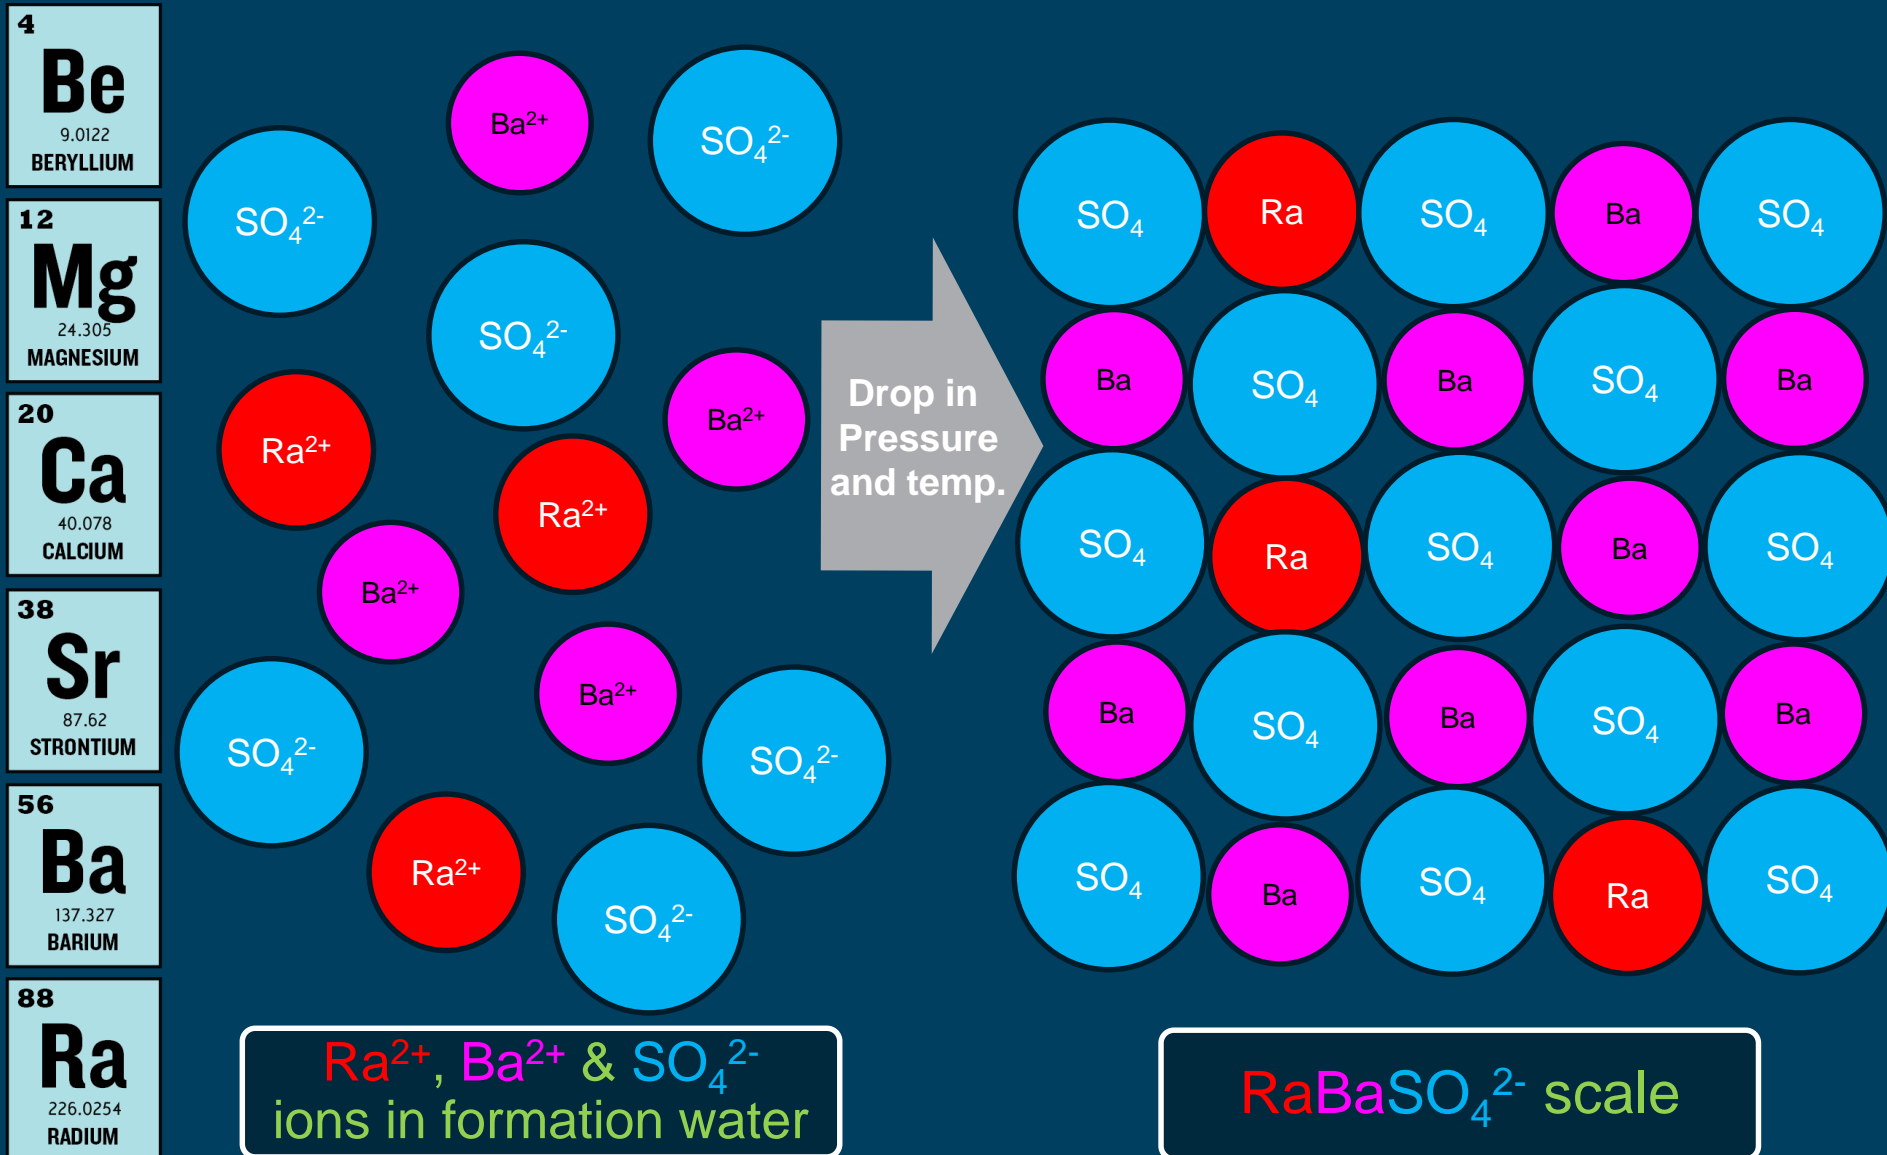 4
Be
9.0122
BERYLLIUM
12
Mg
24.305
MAGNESIUM
20
Ca
40.078
CALCIUM
38
Sr
87.62
STRONTIUM
56
Ba
137.327
BARIUM
88
Ra
226.0254
RADIUM
Ba²⁺
SO₄²⁻
SO₄²⁻
SO₄²⁻
Ba²⁺
Ra²⁺
Ra²⁺
Ba²⁺
Ba²⁺
SO₄²⁻
SO₄²⁻
Ra²⁺
SO₄²⁻
Ra²⁺, Ba²⁺ & SO₄²⁻
ions in formation water
Drop in
Pressure
and temp.
SO₄ Ra SO₄ Ba SO₄
Ba SO₄ Ba SO₄ Ba
SO₄ Ra SO₄ Ba SO₄
Ba SO₄ Ba SO₄ Ba
SO₄ Ba SO₄ Ra SO₄
RaBaSO₄²⁻ scale